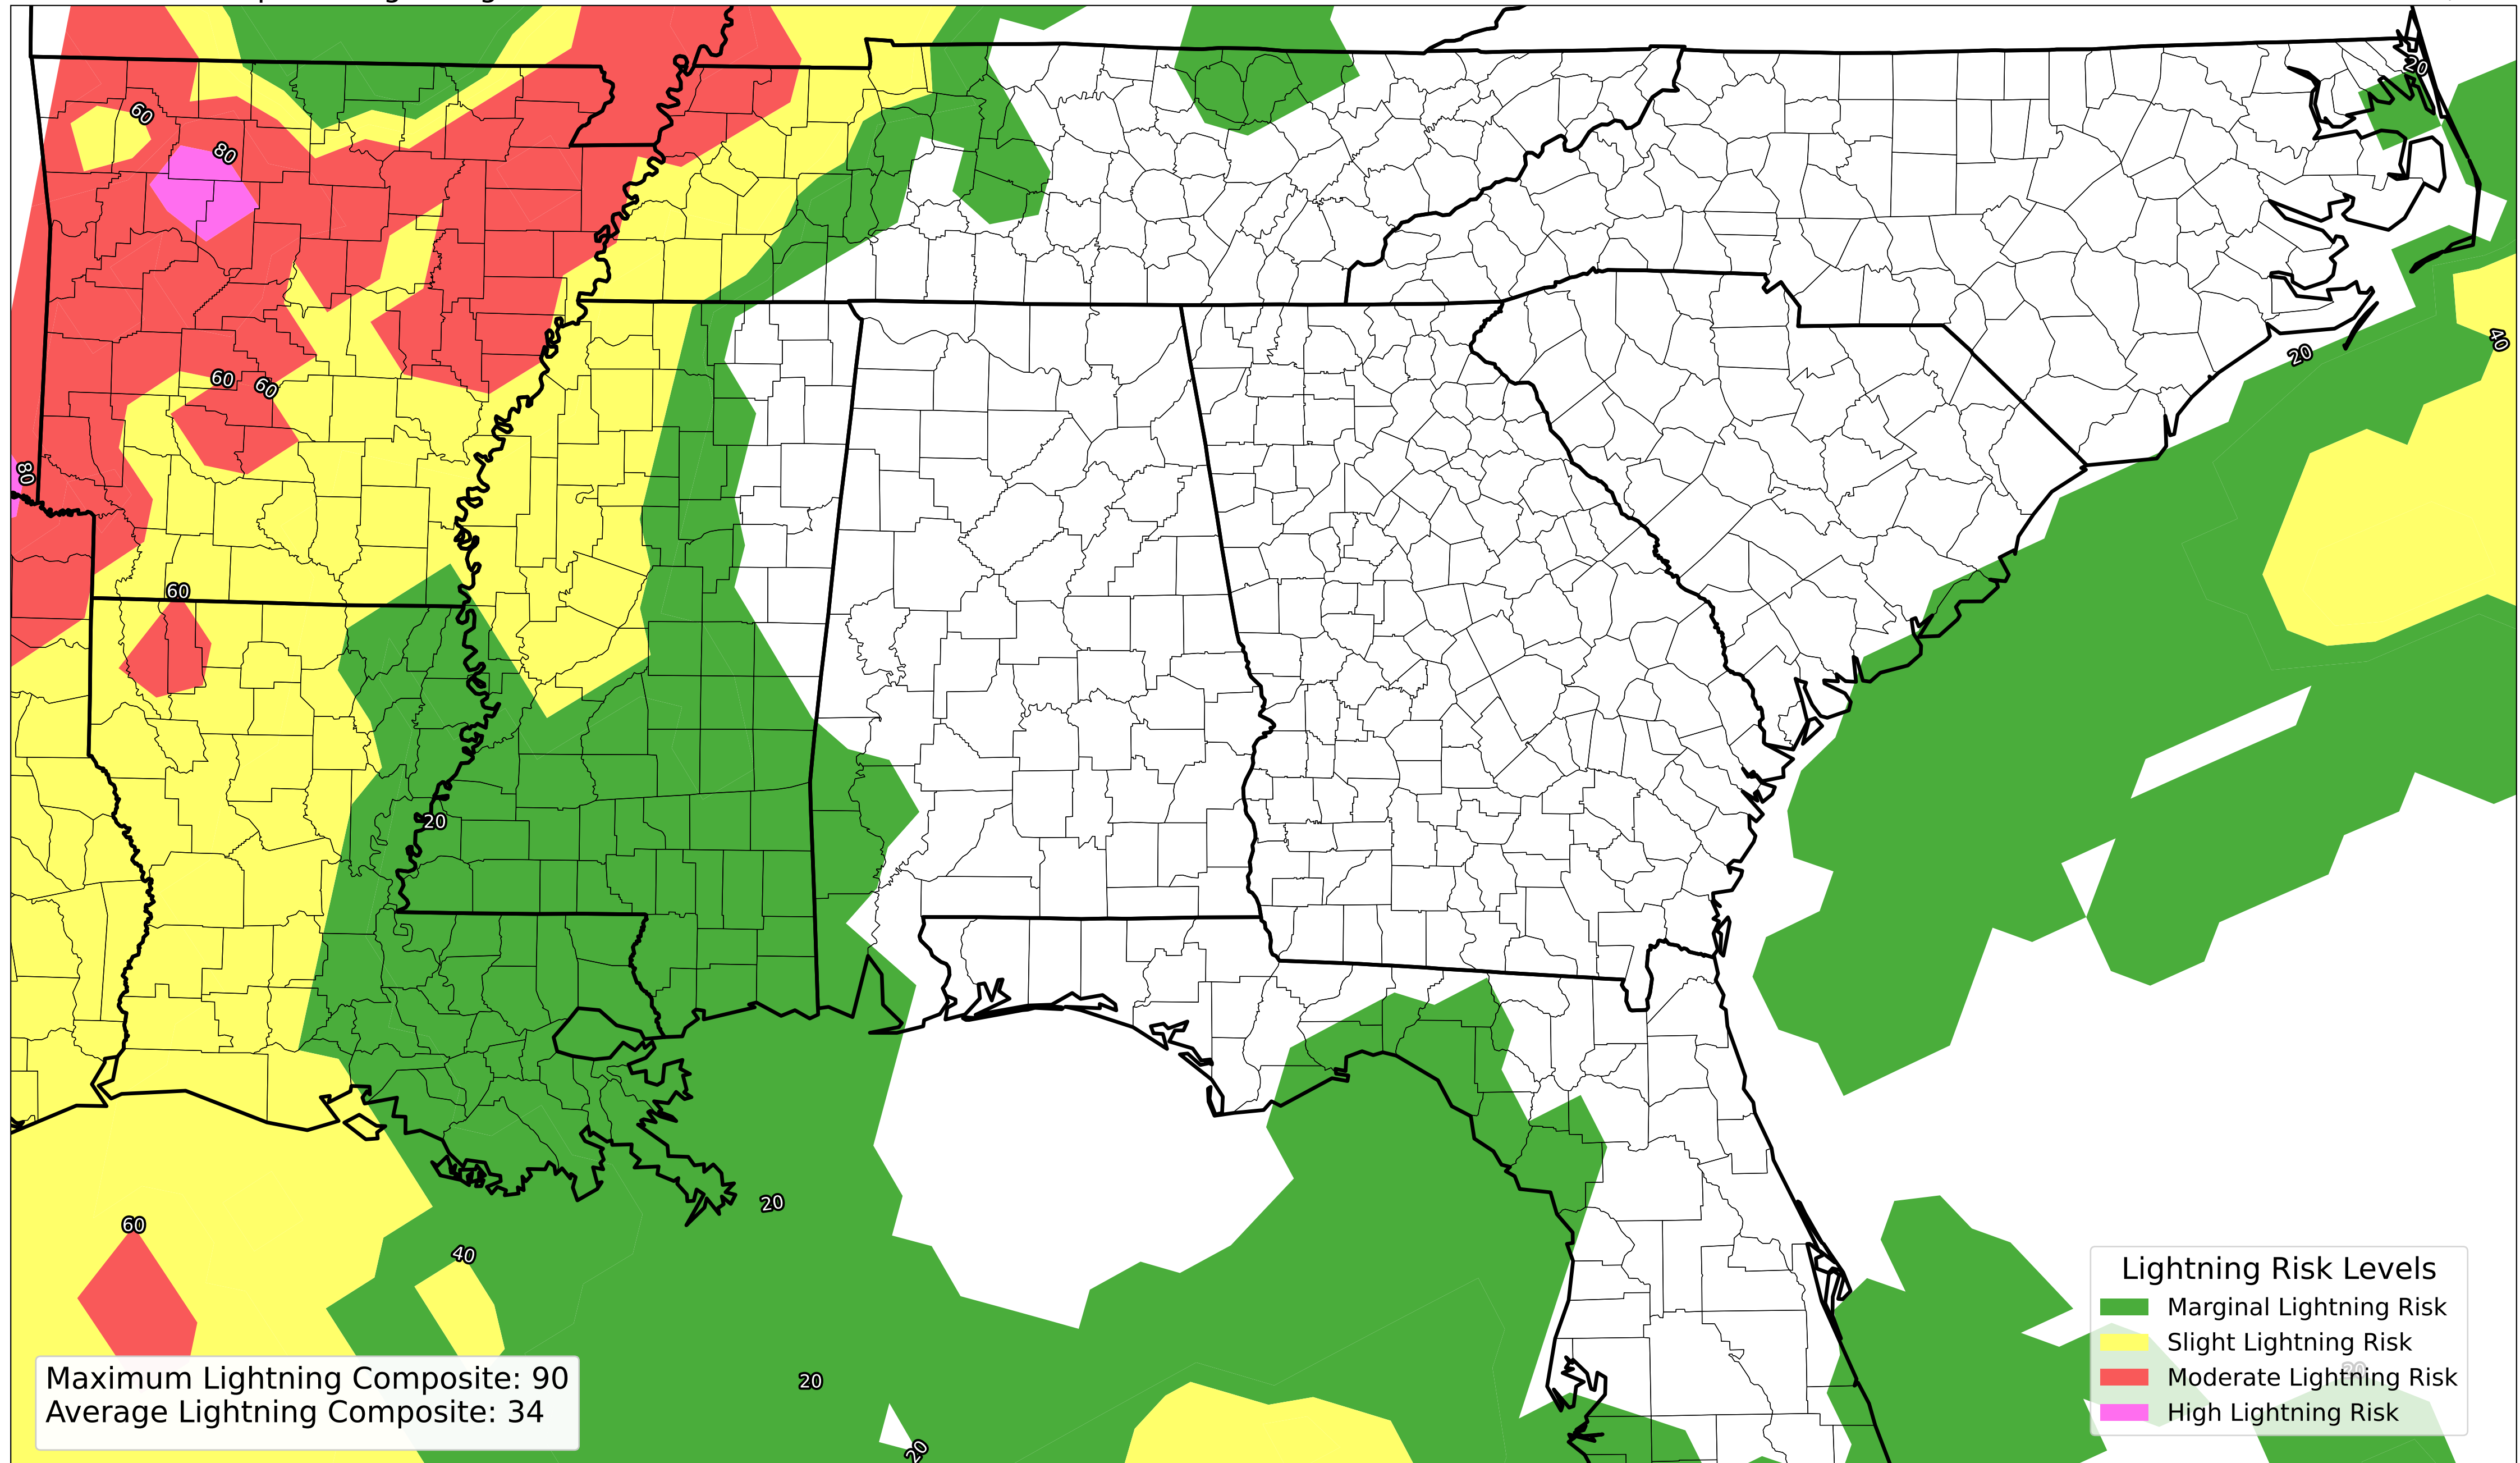 20
60
80
40
20
60
60
80
60
20
20
60
40
20
20
20
Lightning Risk Levels
Marginal Lightning Risk
Slight Lightning Risk
Moderate Lightning Risk
High Lightning Risk
Maximum Lightning Composite: 90
Average Lightning Composite: 34